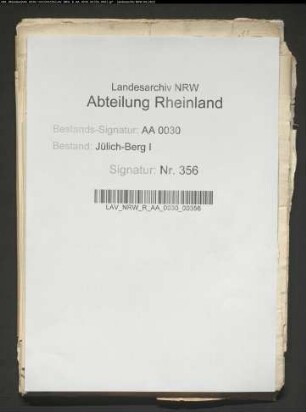 Landesarchiv NRW
Abteilung Rheinland
Bestands-Signatur: AA 0030
Bestand: Jülich-Berg I
Signatur: Nr. 356
LAV_NRW_R_AA_0030_00356